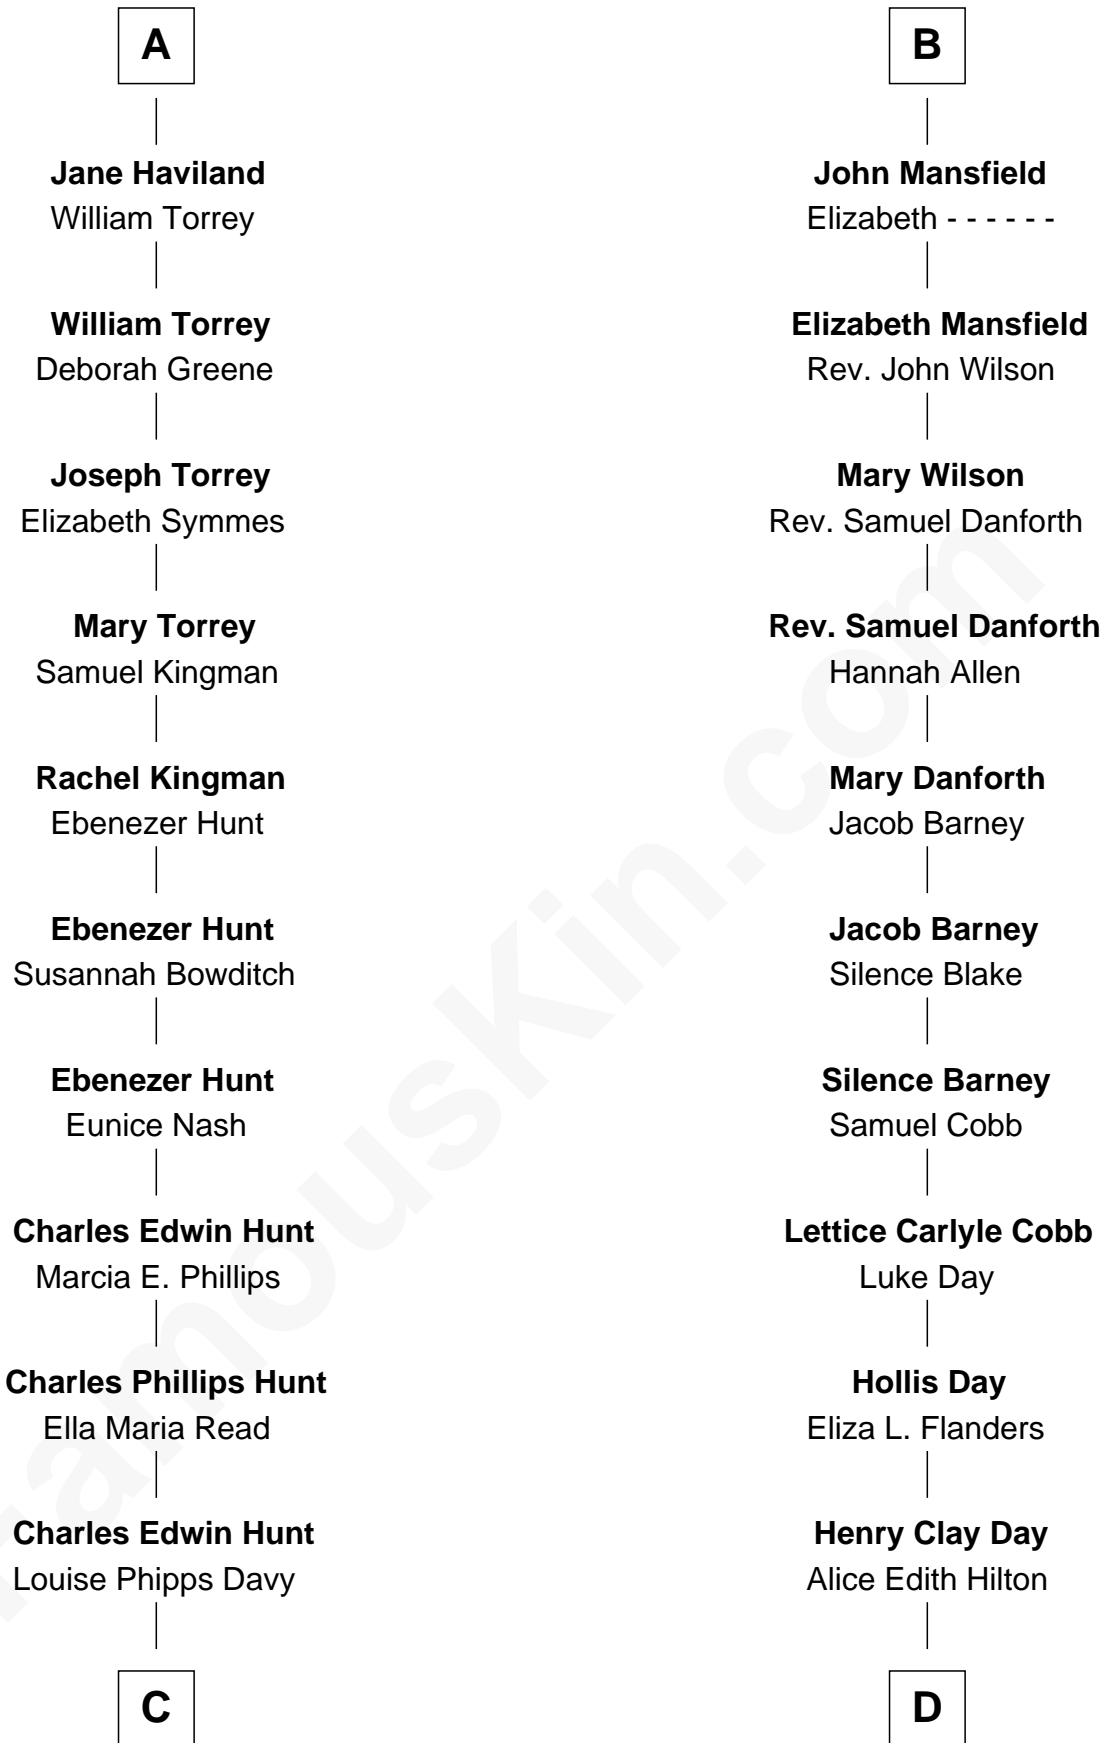 A
Jane Haviland
William Torrey
William Torrey
Deborah Greene
Joseph Torrey
Elizabeth Symmes
Mary Torrey
Samuel Kingman
Rachel Kingman
Ebenezer Hunt
Ebenezer Hunt
Susannah Bowditch
Ebenezer Hunt
Eunice Nash
Charles Edwin Hunt
Marcia E. Phillips
Charles Phillips Hunt
Ella Maria Read
Charles Edwin Hunt
Louise Phipps Davy
C
B
John Mansfield
Elizabeth - - - - - -
Elizabeth Mansfield
Rev. John Wilson
Mary Wilson
Rev. Samuel Danforth
Rev. Samuel Danforth
Hannah Allen
Mary Danforth
Jacob Barney
Jacob Barney
Silence Blake
Silence Barney
Samuel Cobb
Lettice Carlyle Cobb
Luke Day
Hollis Day
Eliza L. Flanders
Henry Clay Day
Alice Edith Hilton
D
FamousKin.com